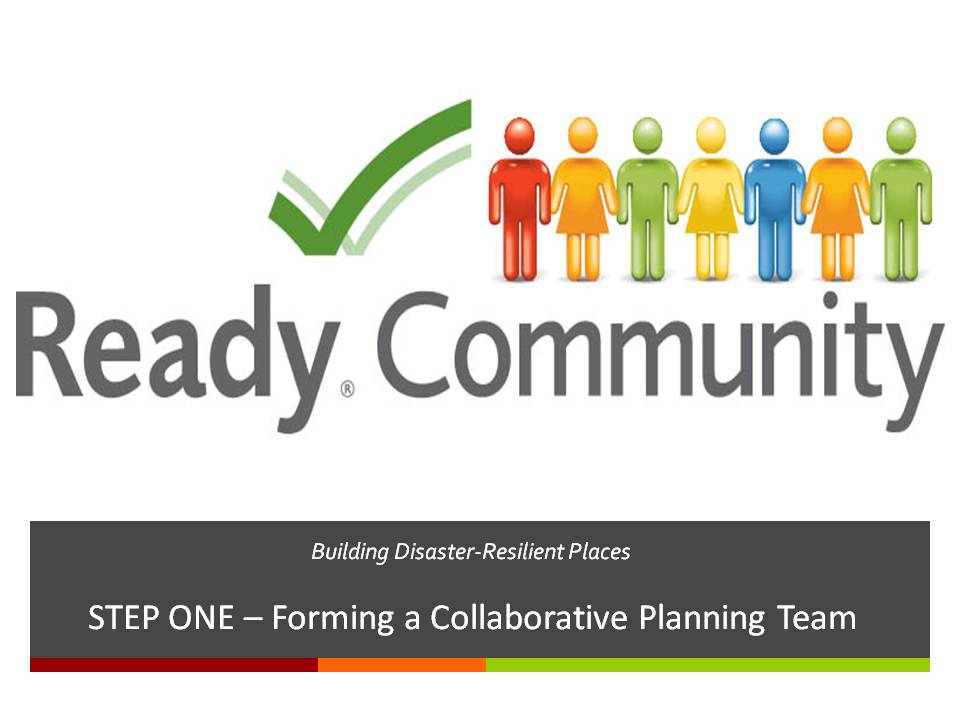 Ready® Community
Building Disaster-Resilient Places
STEP ONE – Forming a Collaborative Planning Team